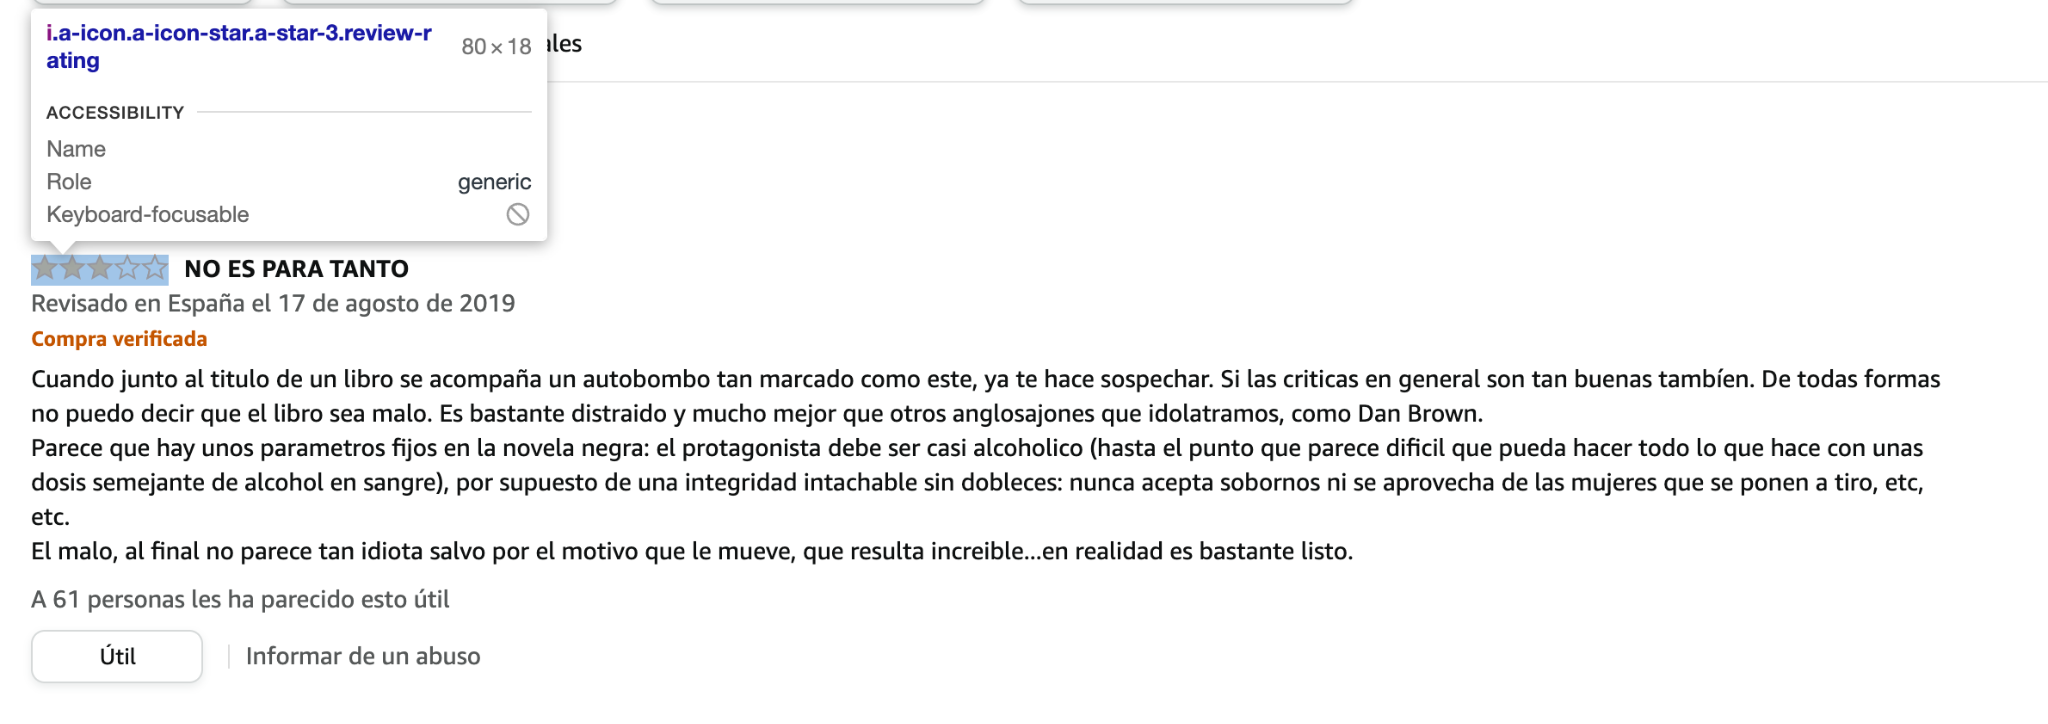 i.a-icon.a-icon-star.a-star-3.review-r
ating
80 × 18
ales
ACCESSIBILITY
Name
Role generic
Keyboard-focusable
NO ES PARA TANTO
Revisado en España el 17 de agosto de 2019
Compra verificada
Cuando junto al titulo de un libro se acompaña un autobombo tan marcado como este, ya te hace sospechar. Si las criticas en general son tan buenas tambíen. De todas formas
no puedo decir que el libro sea malo. Es bastante distraido y mucho mejor que otros anglosajones que idolatramos, como Dan Brown.
Parece que hay unos parametros fijos en la novela negra: el protagonista debe ser casi alcoholico (hasta el punto que parece dificil que pueda hacer todo lo que hace con unas
dosis semejante de alcohol en sangre), por supuesto de una integridad intachable sin dobleces: nunca acepta sobornos ni se aprovecha de las mujeres que se ponen a tiro, etc,
etc.
El malo, al final no parece tan idiota salvo por el motivo que le mueve, que resulta increible...en realidad es bastante listo.
A 61 personas les ha parecido esto útil
Útil
Informar de un abuso